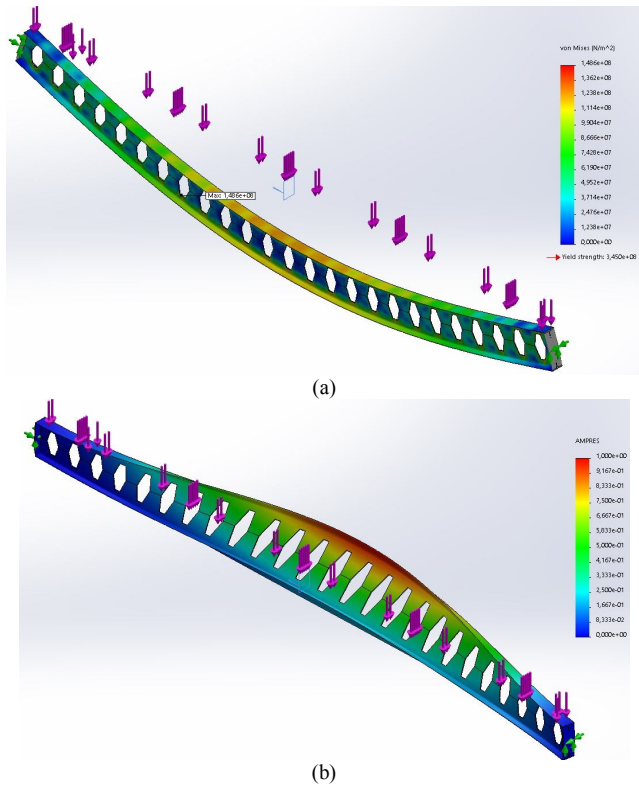 von Mises (N/m^2)
1,486e+08
1,362e+08
1,238e+08
1,114e+08
9,904e+07
8,666e+07
7,428e+07
6,190e+07
4,952e+07
3,714e+07
2,476e+07
1,238e+07
0,000e+00
Yield strength: 3,450e+08
Max: 1,486e+08
(a)
AMPRES
1,000e+00
9,167e-01
8,333e-01
7,500e-01
6,667e-01
5,833e-01
5,000e-01
4,167e-01
3,333e-01
2,500e-01
1,667e-01
8,333e-02
0,000e+00
(b)